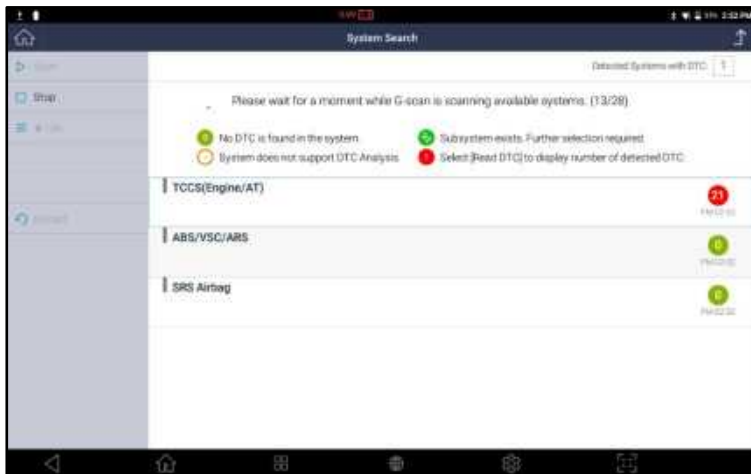 2:52 PM
System Search
Detected Systems with DTC 1
Stop
Please wait for a moment while G-scan is scanning available systems. (13/28)
0 No DTC is found in the system
Subsystem exists. Further selection required
System does not support DTC Analysis
Select [Read DTC] to display number of detected DTC
TCCS(Engine/AT)
21
ABS/VSC/ARS
0
SRS Airbag
0